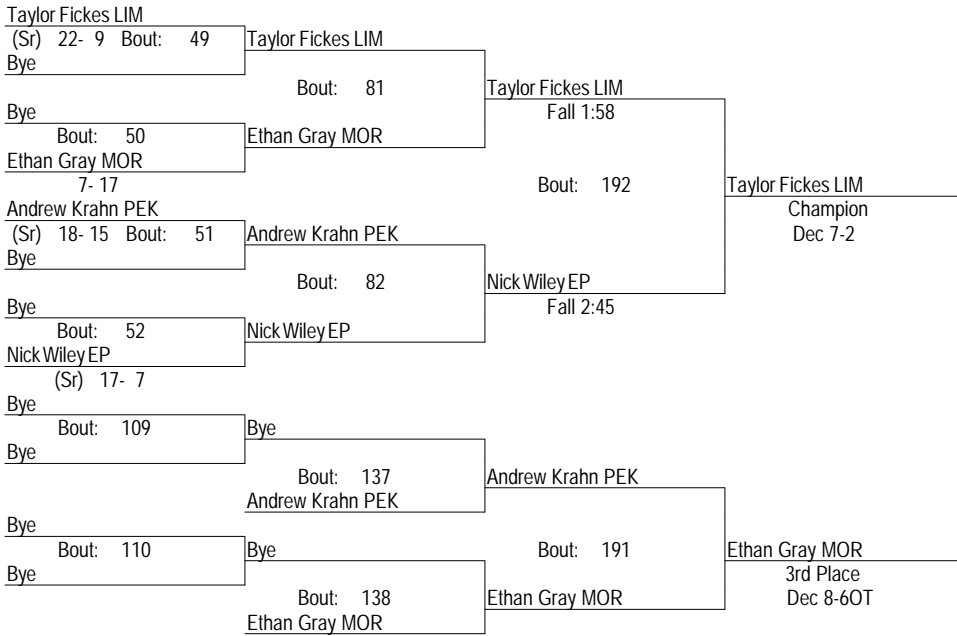 Taylor Fickes LIM
(Sr) 22- 9 Bout: 49 Taylor Fickes LIM
Bye
Bout: 81 Taylor Fickes LIM
Bye Fall 1:58
Bout: 50 Ethan Gray MOR
Ethan Gray MOR
7- 17 Bout: 192 Taylor Fickes LIM
Andrew Krahn PEK Champion
(Sr) 18- 15 Bout: 51 Andrew Krahn PEK Dec 7-2
Bye
Bout: 82 Nick Wiley EP
Bye Fall 2:45
Bout: 52 Nick Wiley EP
Nick Wiley EP
(Sr) 17- 7
Bye
Bout: 109 Bye
Bye
Bout: 137 Andrew Krahn PEK
Andrew Krahn PEK
Bye
Bout: 110 Bye Bout: 191 Ethan Gray MOR
Bye 3rd Place
Bout: 138 Ethan Gray MOR Dec 8-6OT
Ethan Gray MOR